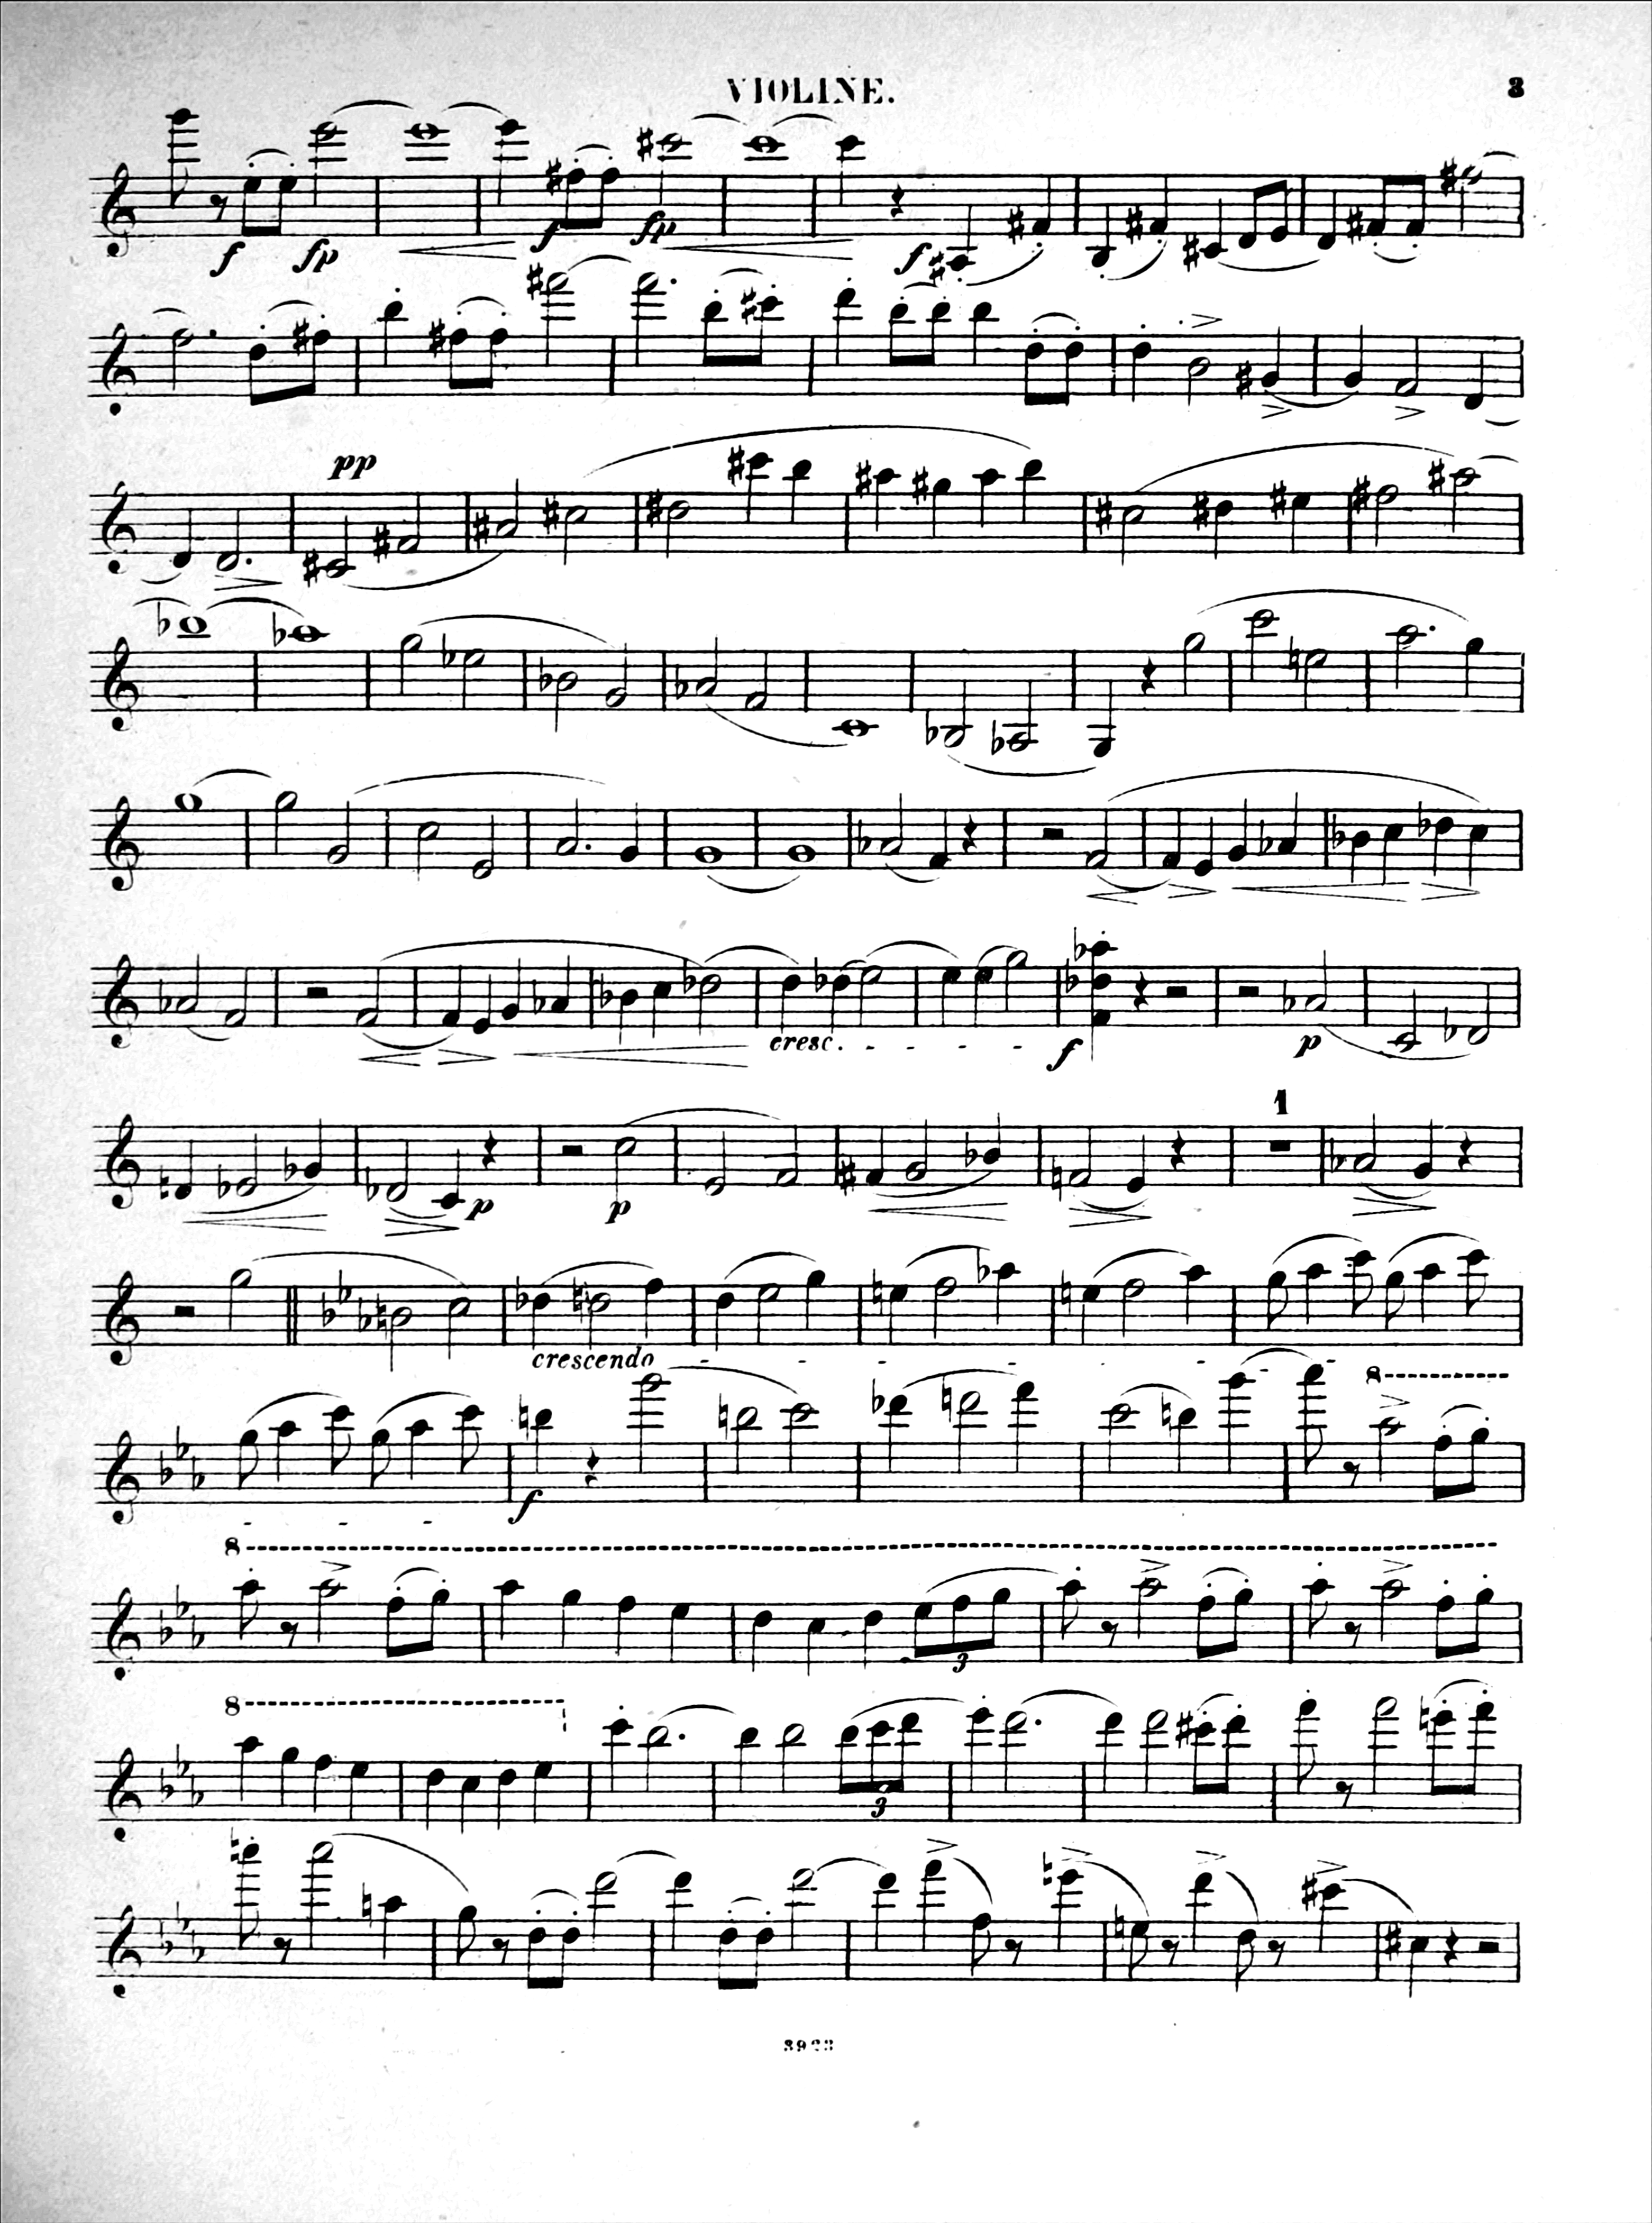 VIOLINE. 3
f fp f fp f
pp
cresc. f p
1
p p
crescendo
8
f
8
3
8
3
3923